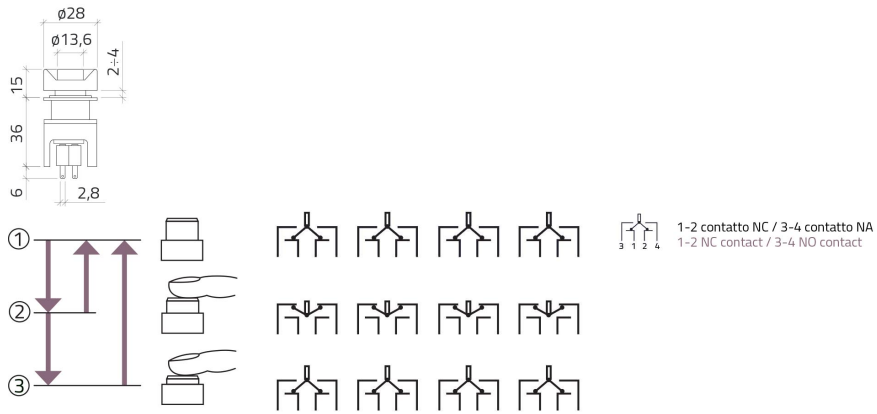 ø28
ø13,6
2÷4
15
36
6
2,8
1
2
3
3 1 2 4
1-2 contatto NC / 3-4 contatto NA
1-2 NC contact / 3-4 NO contact